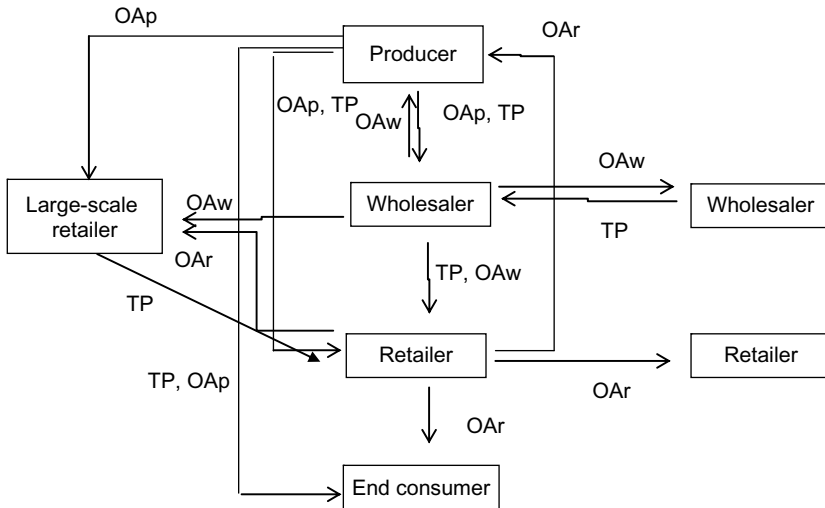 OAp
OAr
Producer
OAp, TP
OAw
OAp, TP
OAw
Large-scale
retailer
OAw
Wholesaler
Wholesaler
TP
OAr
TP, OAw
TP
Retailer
Retailer
TP, OAp
OAr
OAr
End consumer